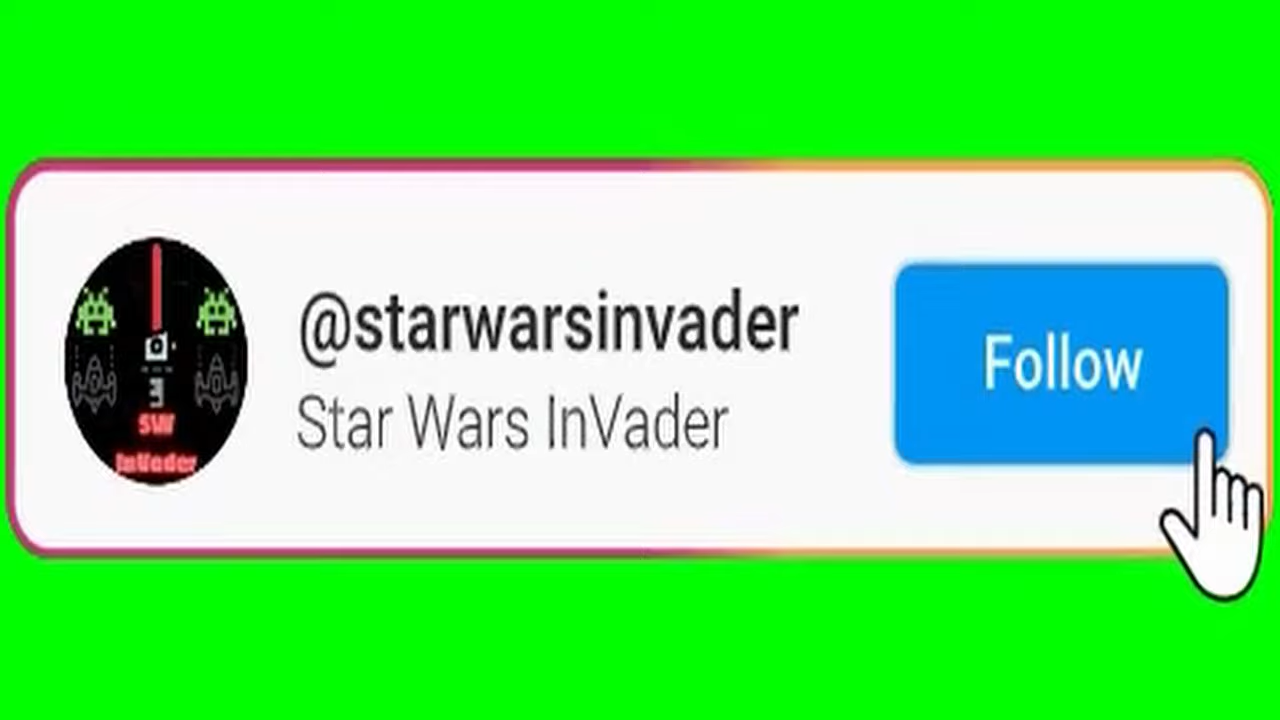 @starwarsinvader
Star Wars InVader
Follow
SW
InVader